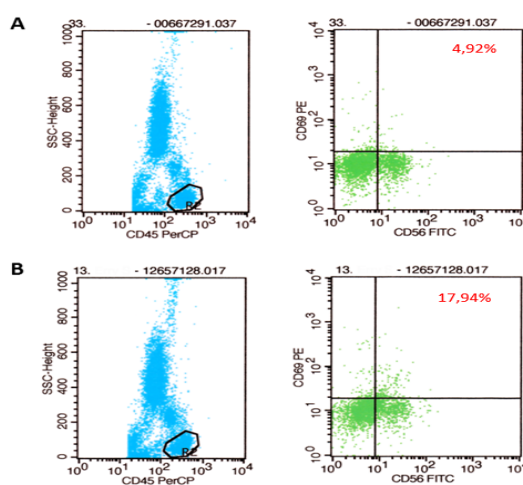 A
33. - 00667291.037
SSC-Height
1000
800
600
400
200
0
R2
10^0 10^1 10^2 10^3 10^4
CD45 PerCP
33. - 00667291.037
4,92%
CD69 PE
10^4
10^3
10^2
10^1
10^0
10^0 10^1 10^2 10^3 10^4
CD56 FITC
B
13. - 12657128.017
SSC-Height
1000
800
600
400
200
0
R2
10^0 10^1 10^2 10^3 10^4
CD45 PerCP
13. - 12657128.017
17,94%
CD69 PE
10^4
10^3
10^2
10^1
10^0
10^0 10^1 10^2 10^3 10^4
CD56 FITC